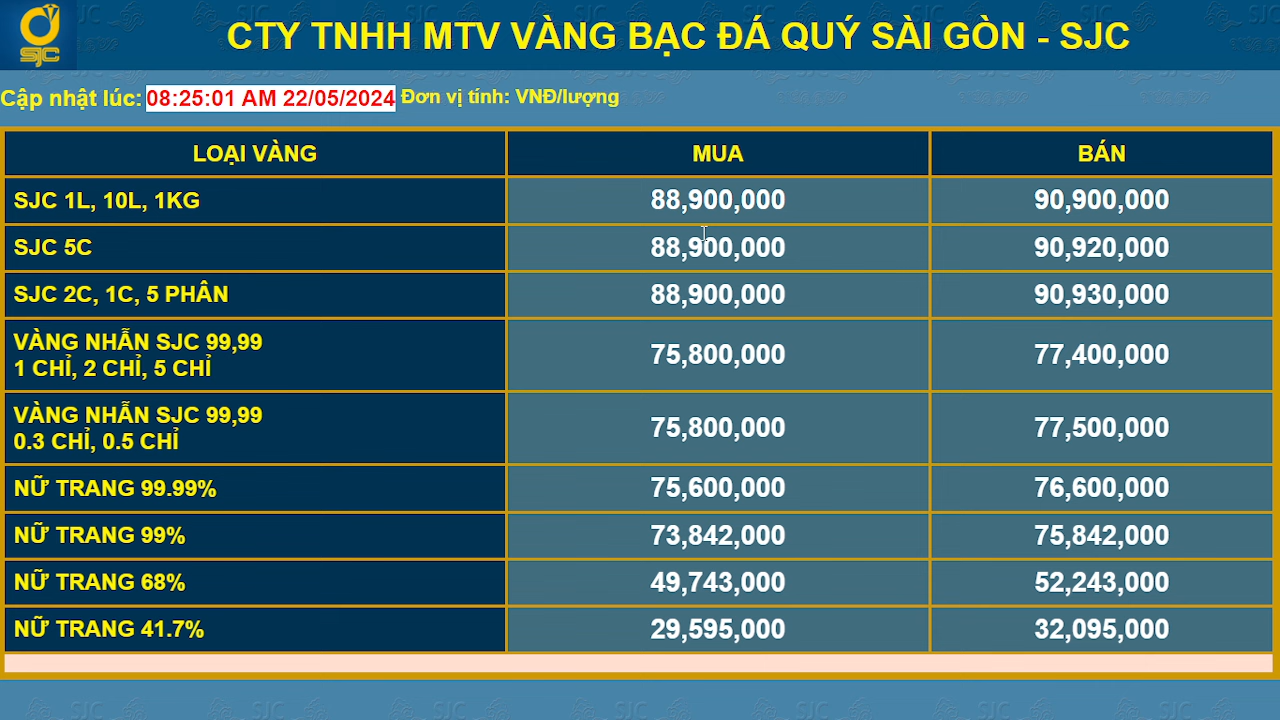 SJC
CTY TNHH MTV VÀNG BẠC ĐÁ QUÝ SÀI GÒN - SJC
Cập nhật lúc: 08:25:01 AM 22/05/2024 Đơn vị tính: VNĐ/lượng
LOẠI VÀNG MUA BÁN
SJC 1L, 10L, 1KG 88,900,000 90,900,000
SJC 5C 88,900,000 90,920,000
SJC 2C, 1C, 5 PHÂN 88,900,000 90,930,000
VÀNG NHẪN SJC 99,99
1 CHỈ, 2 CHỈ, 5 CHỈ 75,800,000 77,400,000
VÀNG NHẪN SJC 99,99
0.3 CHỈ, 0.5 CHỈ 75,800,000 77,500,000
NỮ TRANG 99.99% 75,600,000 76,600,000
NỮ TRANG 99% 73,842,000 75,842,000
NỮ TRANG 68% 49,743,000 52,243,000
NỮ TRANG 41.7% 29,595,000 32,095,000